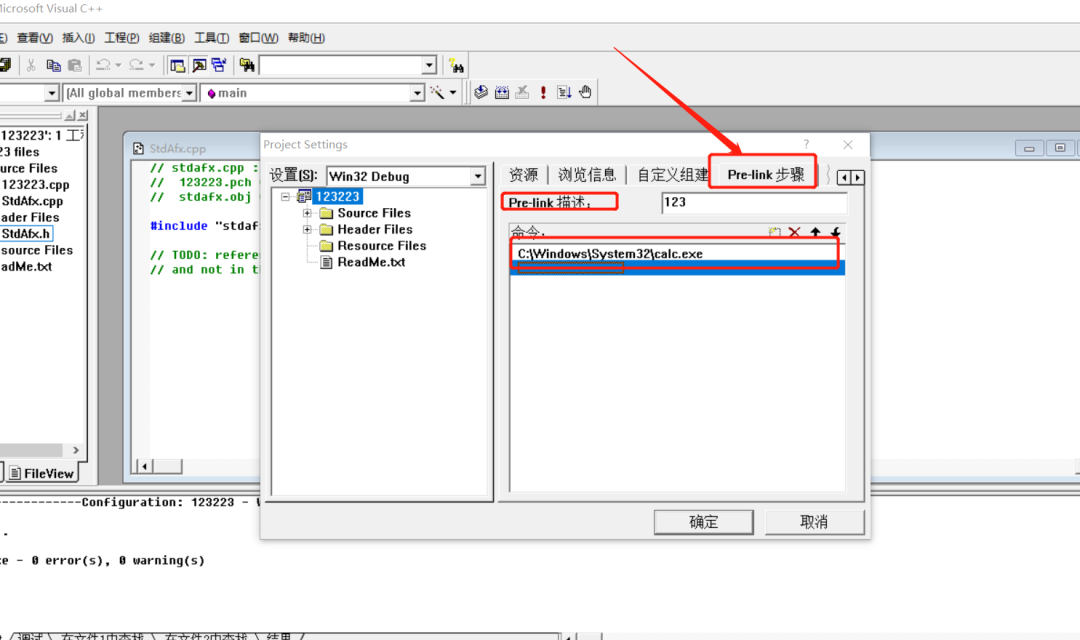 Microsoft Visual C++
查看(V) 插入(I) 工程(P) 组建(B) 工具(T) 窗口(W) 帮助(H)
[All global members
main
123223': 1
23 files
urce Files
123223.cpp
StdAfx.cpp
ader Files
StdAfx.h
source Files
adMe.txt
FileView
StdAfx.cpp
// stdafx.cpp :
// 123223.pch
// stdafx.obj
#include "stdaf
// TODO: refere
// and not in t
Project Settings
?
设置(S):
Win32 Debug
123223
Source Files
Header Files
Resource Files
ReadMe.txt
资源 浏览信息 自定义组建 Pre-link 步骤
Pre-link 描述:
123
命令:
C:\Windows\System32\calc.exe
确定 取消
------------Configuration: 123223 -
.
e - 0 error(s), 0 warning(s)
调试 \ 在文件1中查找 \ 在文件2中查找 \ 结果 /